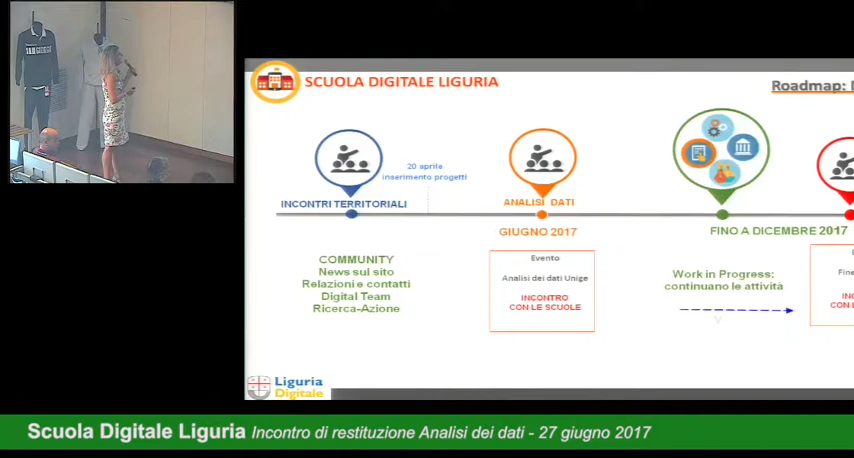 SCUOLA DIGITALE LIGURIA
Roadmap:
20 aprile
inserimento progetti
INCONTRI TERRITORIALI
ANALISI DATI
GIUGNO 2017
FINO A DICEMBRE 2017
COMMUNITY
News sul sito
Relazioni e contatti
Digital Team
Ricerca-Azione
Evento
Analisi dei dati Unige
INCONTRO
CON LE SCUOLE
Work in Progress:
continuano le attività
Fine
CON L
Liguria
Digitale
Scuola Digitale Liguria Incontro di restituzione Analisi dei dati - 27 giugno 2017